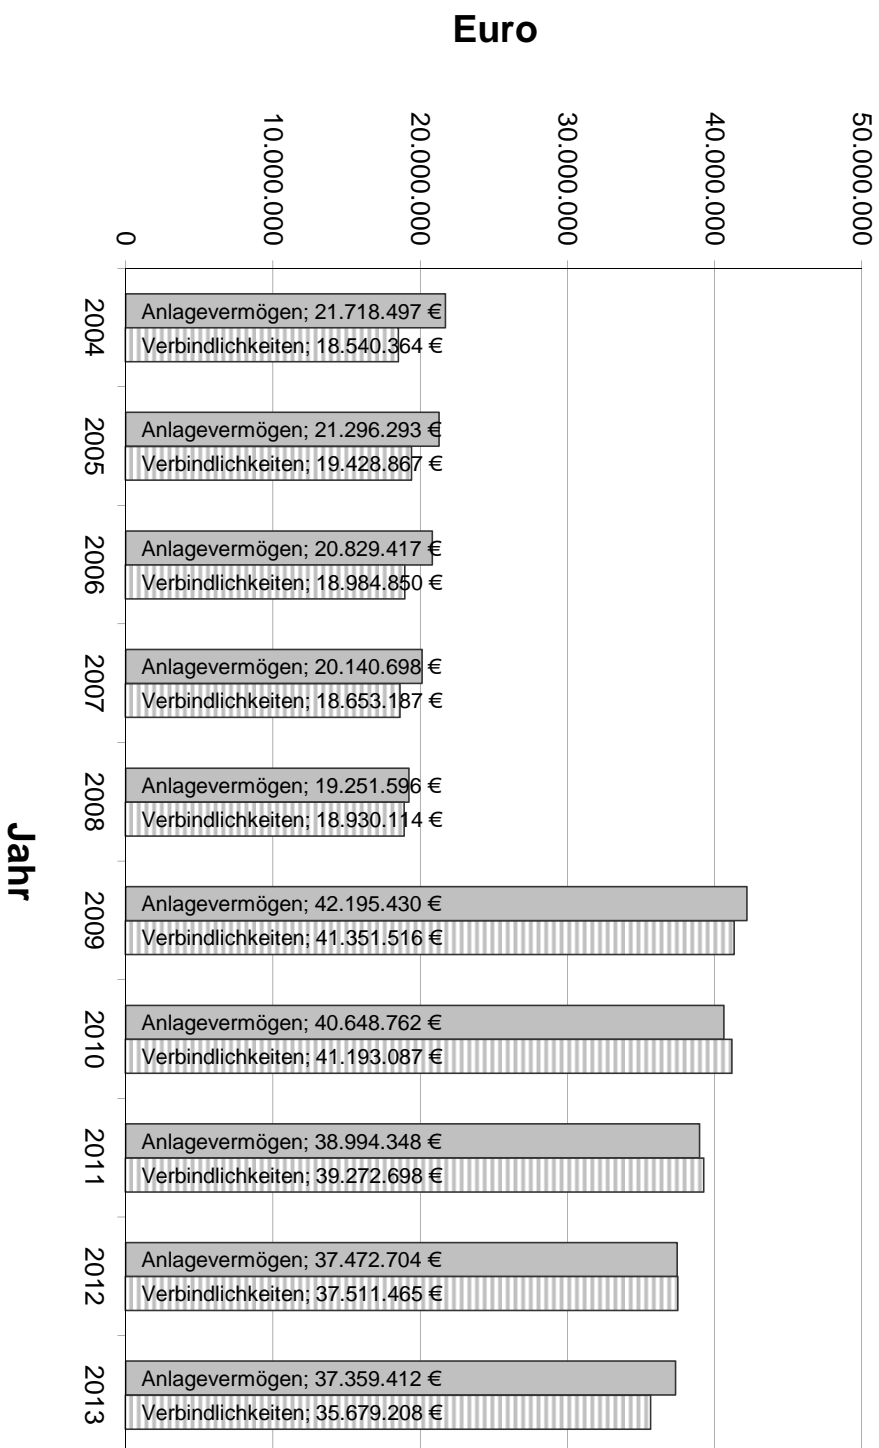 Euro
50.000.000
40.000.000
30.000.000
20.000.000
10.000.000
0
2004
Anlagevermögen; 21.718.497 €
Verbindlichkeiten; 18.540.364 €
2005
Anlagevermögen; 21.296.293 €
Verbindlichkeiten; 19.428.867 €
2006
Anlagevermögen; 20.829.417 €
Verbindlichkeiten; 18.984.850 €
2007
Anlagevermögen; 20.140.698 €
Verbindlichkeiten; 18.653.187 €
2008
Anlagevermögen; 19.251.596 €
Verbindlichkeiten; 18.930.114 €
2009
Anlagevermögen; 42.195.430 €
Verbindlichkeiten; 41.351.516 €
2010
Anlagevermögen; 40.648.762 €
Verbindlichkeiten; 41.193.087 €
2011
Anlagevermögen; 38.994.348 €
Verbindlichkeiten; 39.272.698 €
2012
Anlagevermögen; 37.472.704 €
Verbindlichkeiten; 37.511.465 €
2013
Anlagevermögen; 37.359.412 €
Verbindlichkeiten; 35.679.208 €
Jahr